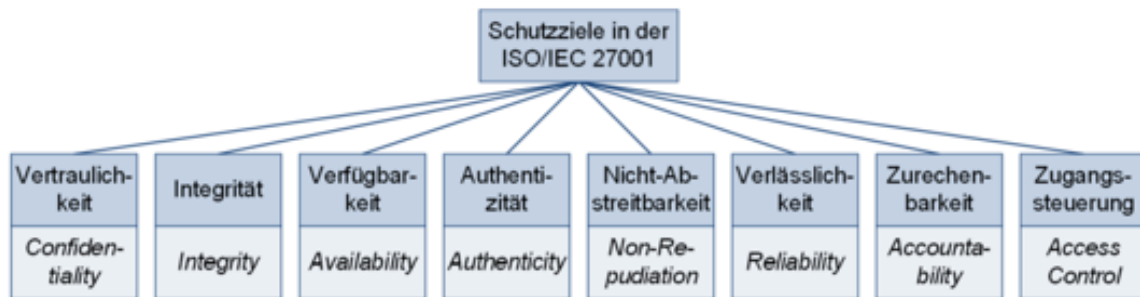 Schutzziele in der
ISO/IEC 27001
Vertraulich-
keit
Confiden-
tiality
Integrität
Integrity
Verfügbar-
keit
Availability
Authenti-
zität
Authenticity
Nicht-Ab-
streitbarkeit
Non-Re-
pudiation
Verlässlich-
keit
Reliability
Zurechen-
barkeit
Accounta-
bility
Zugangs-
steuerung
Access
Control